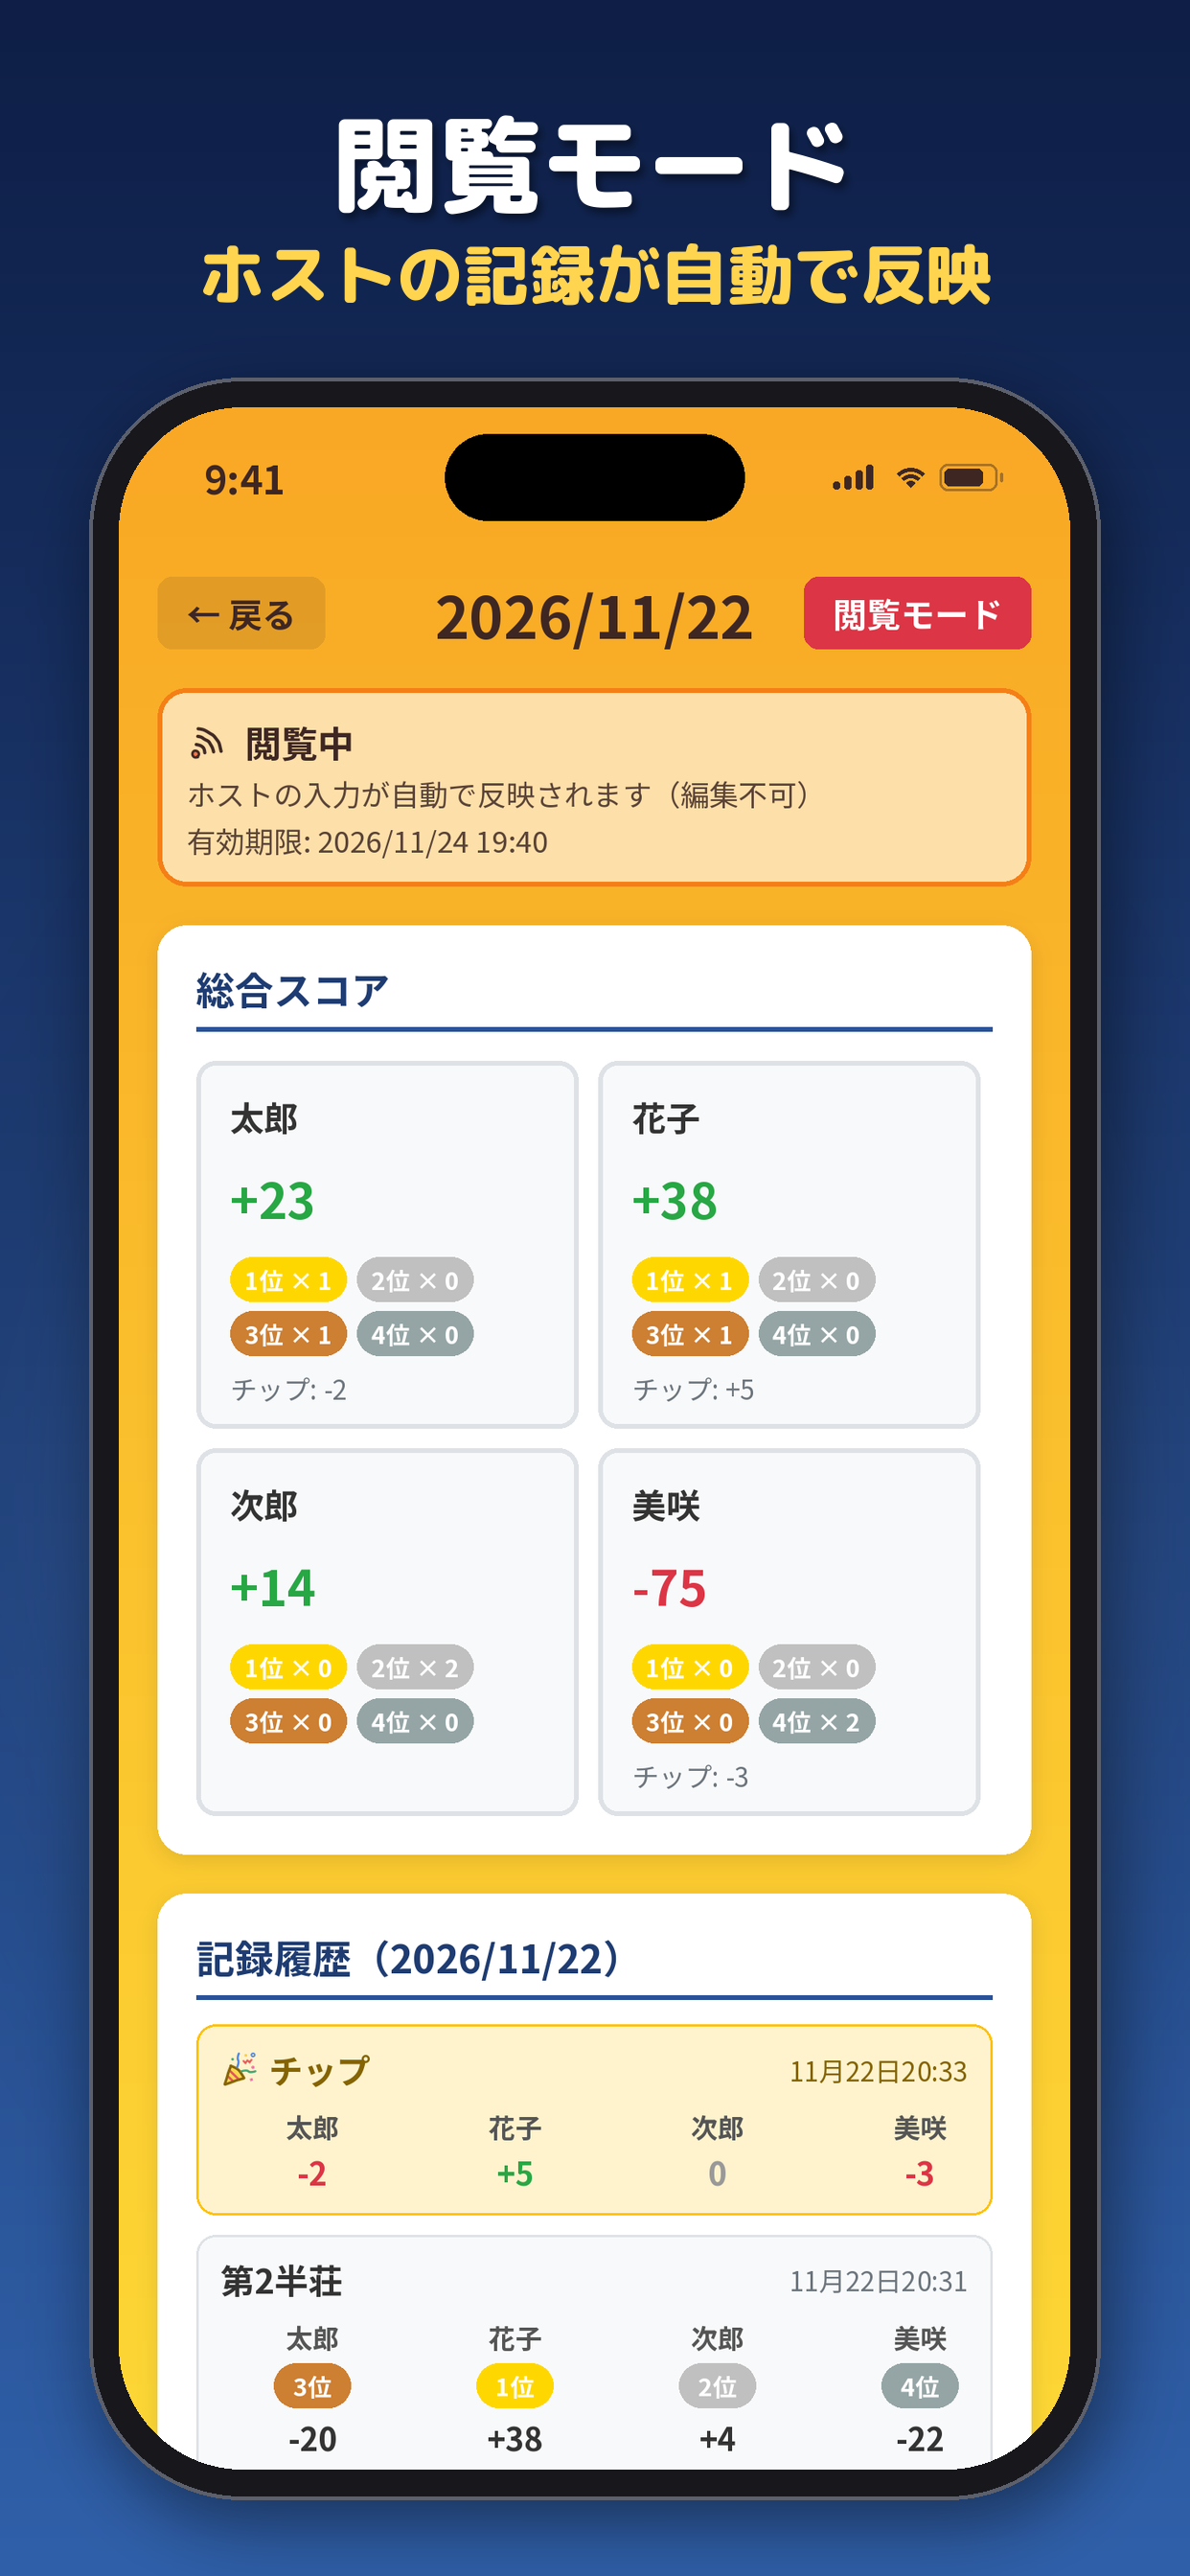 閲覧モード
ホストの記録が自動で反映
9:41
← 戻る 2026/11/22 閲覧モード
閲覧中
ホストの入力が自動で反映されます（編集不可）
有効期限: 2026/11/24 19:40
総合スコア
太郎
+23
1位 × 1 2位 × 0
3位 × 1 4位 × 0
チップ: -2
花子
+38
1位 × 1 2位 × 0
3位 × 1 4位 × 0
チップ: +5
次郎
+14
1位 × 0 2位 × 2
3位 × 0 4位 × 0
美咲
-75
1位 × 0 2位 × 0
3位 × 0 4位 × 2
チップ: -3
記録履歴（2026/11/22）
チップ 11月22日20:33
太郎 花子 次郎 美咲
-2 +5 0 -3
第2半荘 11月22日20:31
太郎 花子 次郎 美咲
3位 1位 2位 4位
-20 +38 +4 -22